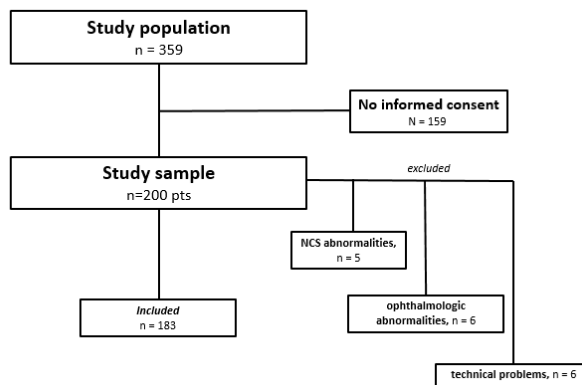 Study population
n = 359
No informed consent
N = 159
Study sample
n=200 pts
excluded
NCS abnormalities,
n = 5
ophthalmologic
abnormalities, n = 6
Included
n = 183
technical problems, n = 6